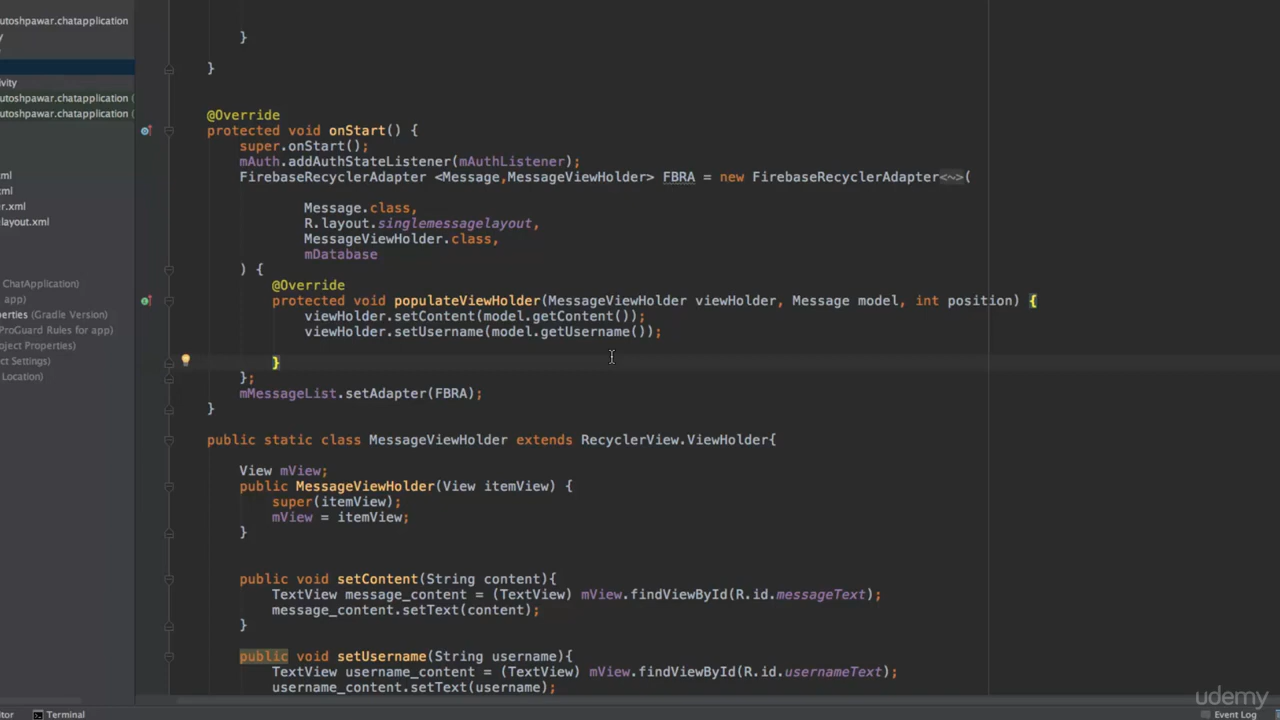 utoshpawar.chatapplication
y
ivity
utoshpawar.chatapplication (
utoshpawar.chatapplication (
ml
ml
r.xml
layout.xml
ChatApplication)
app)
perties (Gradle Version)
ProGuard Rules for app)
oject Properties)
ct Settings)
Location)
}
}
@Override
protected void onStart() {
super.onStart();
mAuth.addAuthStateListener(mAuthListener);
FirebaseRecyclerAdapter <Message,MessageViewHolder> FBRA = new FirebaseRecyclerAdapter<~>(
Message.class,
R.layout.singlemessagelayout,
MessageViewHolder.class,
mDatabase
) {
@Override
protected void populateViewHolder(MessageViewHolder viewHolder, Message model, int position) {
viewHolder.setContent(model.getContent());
viewHolder.setUsername(model.getUsername());
}
};
mMessageList.setAdapter(FBRA);
}
public static class MessageViewHolder extends RecyclerView.ViewHolder{
View mView;
public MessageViewHolder(View itemView) {
super(itemView);
mView = itemView;
}
public void setContent(String content){
TextView message_content = (TextView) mView.findViewById(R.id.messageText);
message_content.setText(content);
}
public void setUsername(String username){
TextView username_content = (TextView) mView.findViewById(R.id.usernameText);
username_content.setText(username);
udemy
itor
Terminal
Event Log